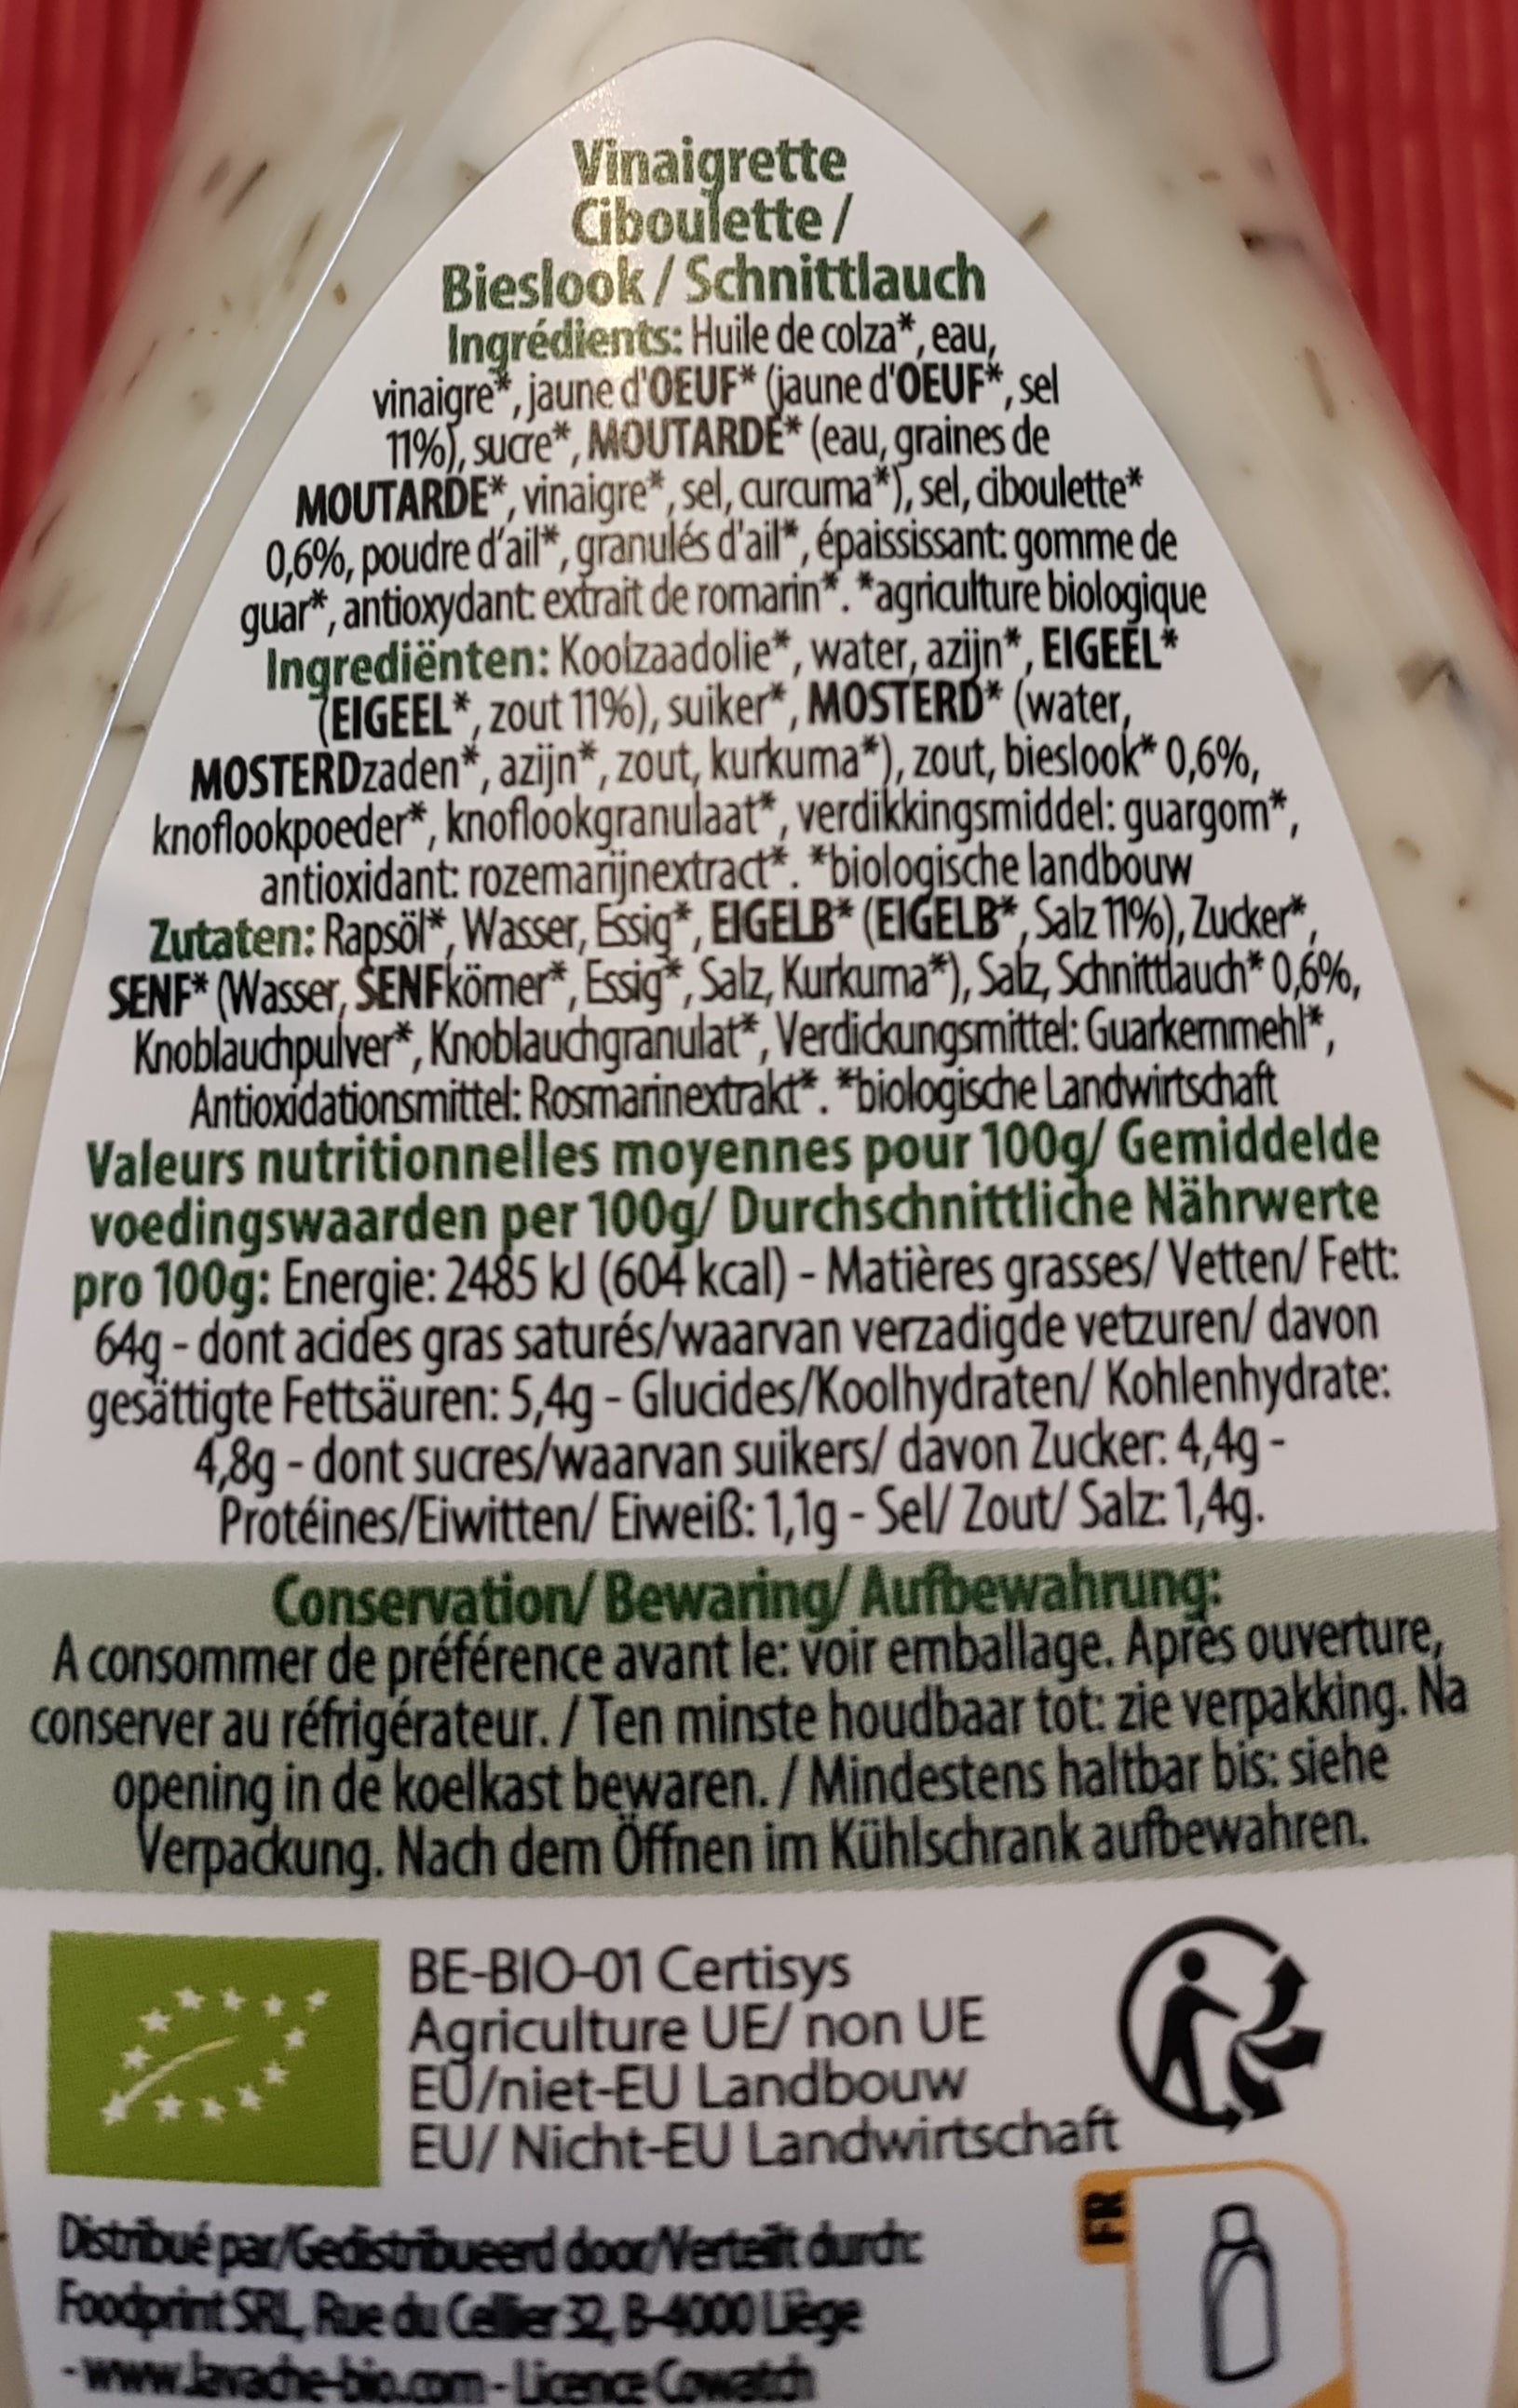 Vinaigrette
Ciboulette /
Bieslook / Schnittlauch
Ingrédients: Huile de colza*, eau,
vinaigre*, jaune d'OEUF* (jaune d'OEUF*, sel
11%), sucre*, MOUTARDE* (eau, graines de
MOUTARDE*, vinaigre*, sel, curcuma*), sel, ciboulette*
0,6%, poudre d'ail*, granulés d'ail*, épaississant: gomme de
guar*, antioxydant: extrait de romarin*. *agriculture biologique
Ingrediënten: Koolzaadolie*, water, azijn*, EIGEEL*
(EIGEEL*, zout 11%), suiker*, MOSTERD* (water,
MOSTERDzaden*, azijn*, zout, kurkuma*), zout, bieslook* 0,6%,
knoflookpoeder*, knoflookgranulaat*, verdikkingsmiddel: guargom*,
antioxidant: rozemarijnextract*. *biologische landbouw
Zutaten: Rapsöl*, Wasser, Essig*, EIGELB* (EIGELB*, Salz 11%), Zucker*,
SENF* (Wasser, SENFkörner*, Essig*, Salz, Kurkuma*), Salz, Schnittlauch* 0,6%,
Knoblauchpulver*, Knoblauchgranulat*, Verdickungsmittel: Guarkernmehl*,
Antioxidationsmittel: Rosmarinextrakt*. *biologische Landwirtschaft
Valeurs nutritionnelles moyennes pour 100g/ Gemiddelde
voedingswaarden per 100g/ Durchschnittliche Nährwerte
pro 100g: Energie: 2485 kJ (604 kcal) - Matières grasses/ Vetten/ Fett:
64g - dont acides gras saturés/waarvan verzadigde vetzuren/ davon
gesättigte Fettsäuren: 5,4g - Glucides/Koolhydraten/ Kohlenhydrate:
4,8g - dont sucres/waarvan suikers/ davon Zucker: 4,4g -
Protéines/Eiwitten/ Eiweiß: 1,1g - Sel/ Zout/ Salz: 1,4g.
Conservation/ Bewaring/ Aufbewahrung:
A consommer de préférence avant le: voir emballage. Après ouverture,
conserver au réfrigérateur. / Ten minste houdbaar tot: zie verpakking. Na
opening in de koelkast bewaren. / Mindestens haltbar bis: siehe
Verpackung. Nach dem Öffnen im Kühlschrank aufbewahren.
BE-BIO-01 Certisys
Agriculture UE/ non UE
EU/niet-EU Landbouw
EU/ Nicht-EU Landwirtschaft
FR
Distribué par/Gedistribueerd door/Verteilt durch:
Foodprint SRL, Rue du Cellier 32, B-4000 Liège
- www.lavache-bio.com - Licence Cowatch